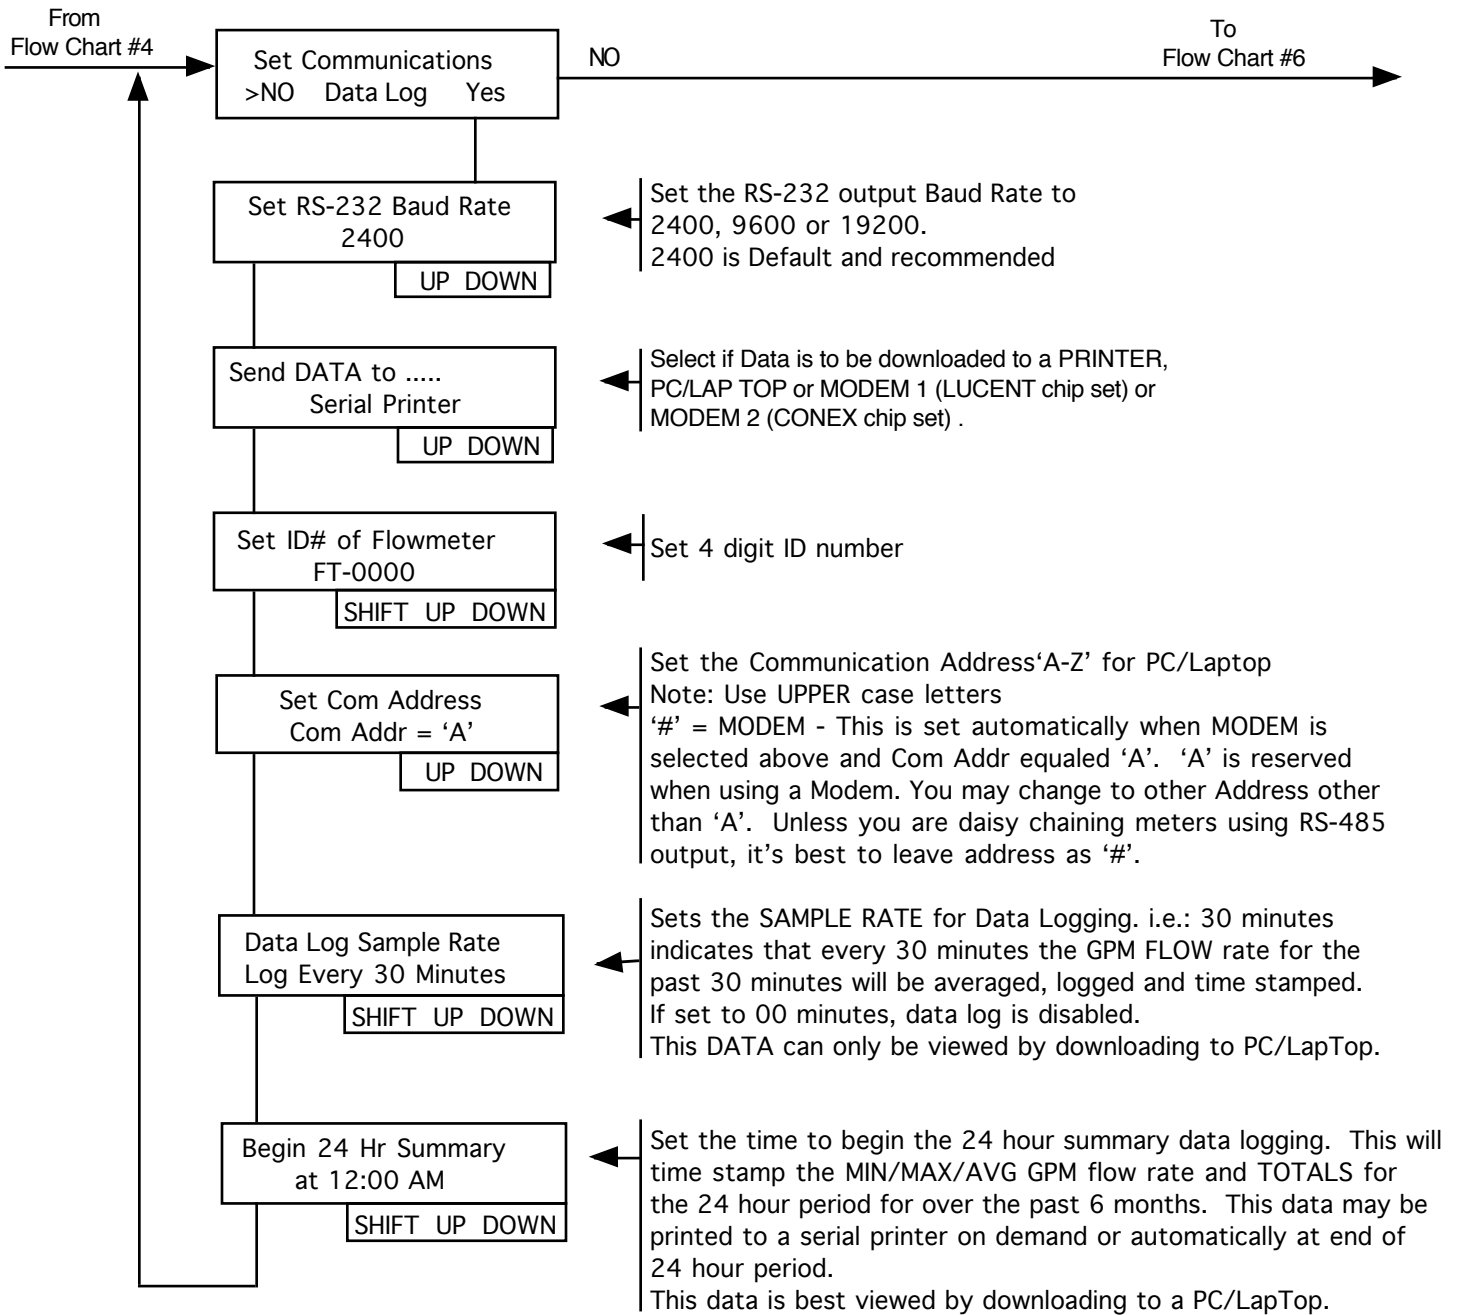 From
Flow Chart #4
Set Communications
>NO Data Log Yes
NO
To
Flow Chart #6
Set RS-232 Baud Rate
2400
UP DOWN
Set the RS-232 output Baud Rate to
2400, 9600 or 19200.
2400 is Default and recommended
Send DATA to .....
Serial Printer
UP DOWN
Select if Data is to be downloaded to a PRINTER,
PC/LAP TOP or MODEM 1 (LUCENT chip set) or
MODEM 2 (CONEX chip set) .
Set ID# of Flowmeter
FT-0000
SHIFT UP DOWN
Set 4 digit ID number
Set Com Address
Com Addr = ‘A’
UP DOWN
Set the Communication Address‘A-Z’ for PC/Laptop
Note: Use UPPER case letters
‘#’ = MODEM - This is set automatically when MODEM is
selected above and Com Addr equaled ‘A’. ‘A’ is reserved
when using a Modem. You may change to other Address other
than ‘A’. Unless you are daisy chaining meters using RS-485
output, it’s best to leave address as ‘#’.
Data Log Sample Rate
Log Every 30 Minutes
SHIFT UP DOWN
Sets the SAMPLE RATE for Data Logging. i.e.: 30 minutes
indicates that every 30 minutes the GPM FLOW rate for the
past 30 minutes will be averaged, logged and time stamped.
If set to 00 minutes, data log is disabled.
This DATA can only be viewed by downloading to PC/LapTop.
Begin 24 Hr Summary
at 12:00 AM
SHIFT UP DOWN
Set the time to begin the 24 hour summary data logging. This will
time stamp the MIN/MAX/AVG GPM flow rate and TOTALS for
the 24 hour period for over the past 6 months. This data may be
printed to a serial printer on demand or automatically at end of
24 hour period.
This data is best viewed by downloading to a PC/LapTop.